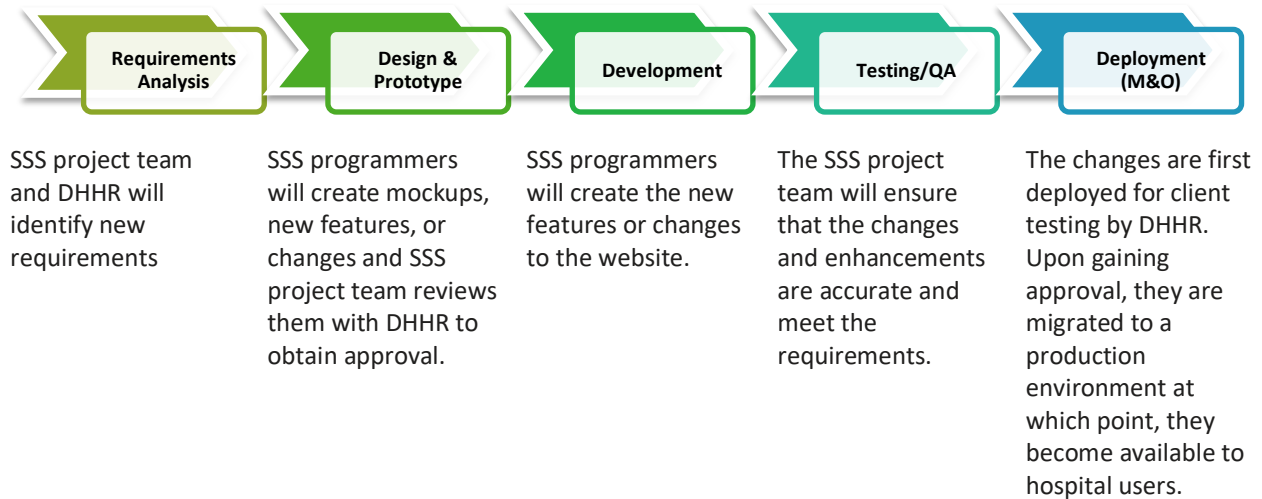 Requirements
Analysis
Design &
Prototype
Development
Testing/QA
Deployment
(M&O)
SSS project team
and DHHR will
identify new
requirements
SSS programmers
will create mockups,
new features, or
changes and SSS
project team reviews
them with DHHR to
obtain approval.
SSS programmers
will create the new
features or changes
to the website.
The SSS project
team will ensure
that the changes
and enhancements
are accurate and
meet the
requirements.
The changes are first
deployed for client
testing by DHHR.
Upon gaining
approval, they are
migrated to a
production
environment at
which point, they
become available to
hospital users.